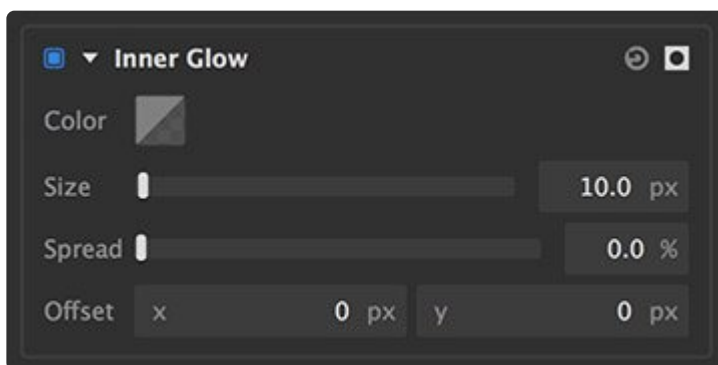 Inner Glow
Color
Size 10.0 px
Spread 0.0 %
Offset x 0 px y 0 px